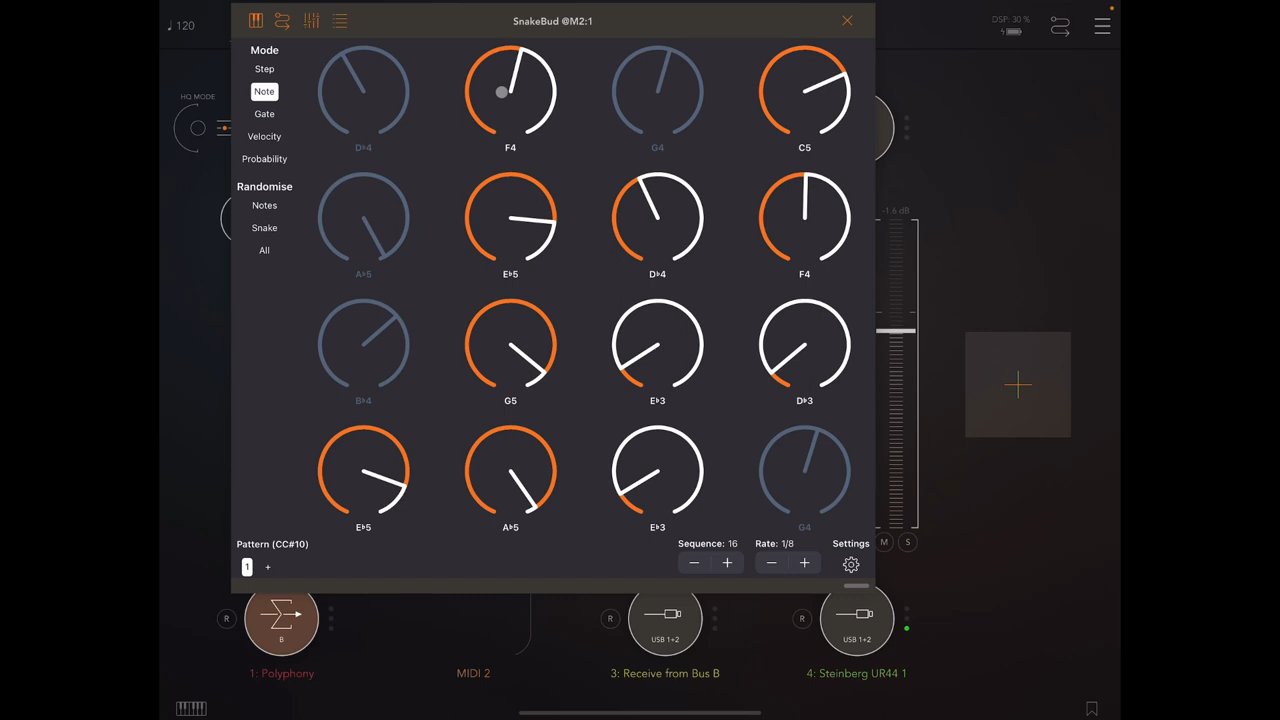 SnakeBud @M2:1
♩ 120
DSP: 30 %
HQ MODE
Mode
Step
Note
Gate
Velocity
Probability
Randomise
Notes
Snake
All
D♭4
F4
G4
C5
A♭5
E♭5
D♭4
F4
B♭4
G5
E♭3
D♭3
E♭5
A♭5
E♭3
G4
-1.6 dB
Pattern (CC#10)
1 +
Sequence: 16
− +
Rate: 1/8
− +
Settings
M S
R
B
R
USB 1+2
R
USB 1+2
1: Polyphony
MIDI 2
3: Receive from Bus B
4: Steinberg UR44 1